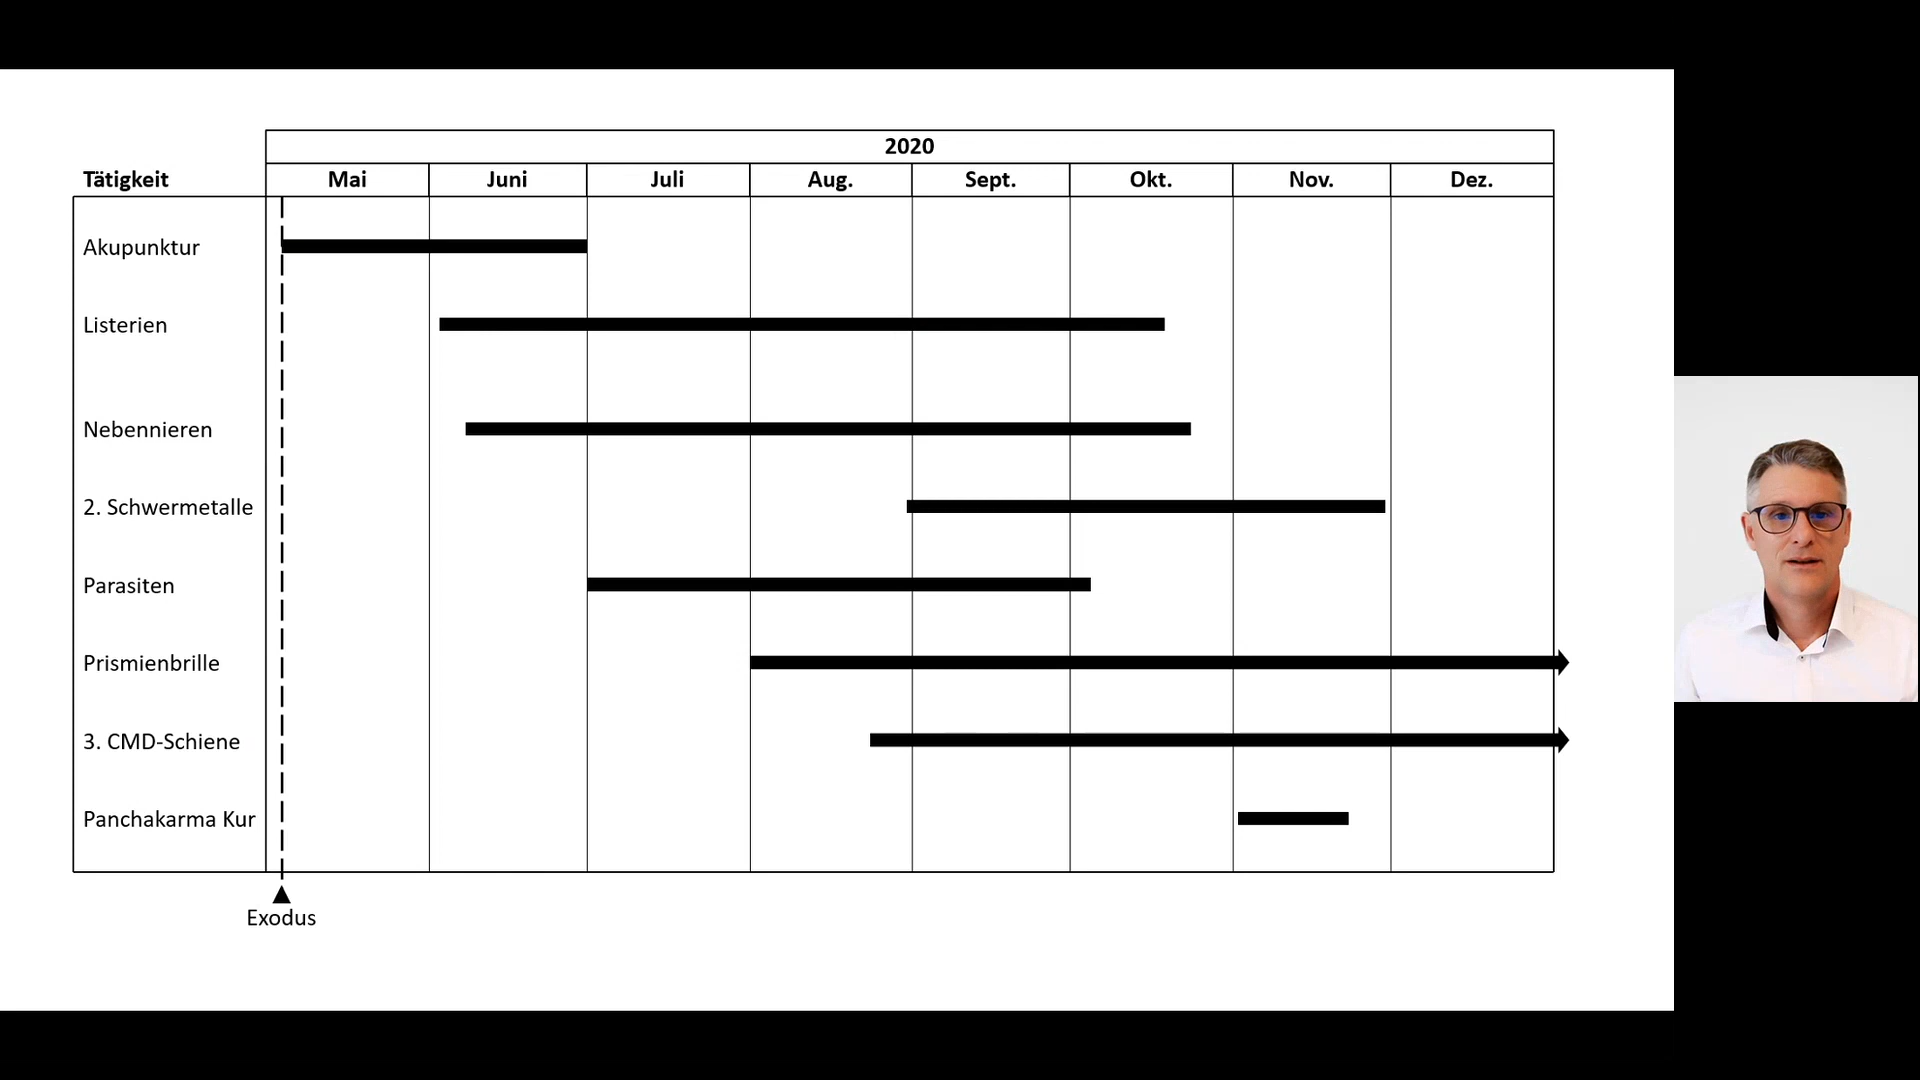 2020
Tätigkeit Mai Juni Juli Aug. Sept. Okt. Nov. Dez.
Akupunktur
Listerien
Nebennieren
2. Schwermetalle
Parasiten
Prismienbrille
3. CMD-Schiene
Panchakarma Kur
Exodus